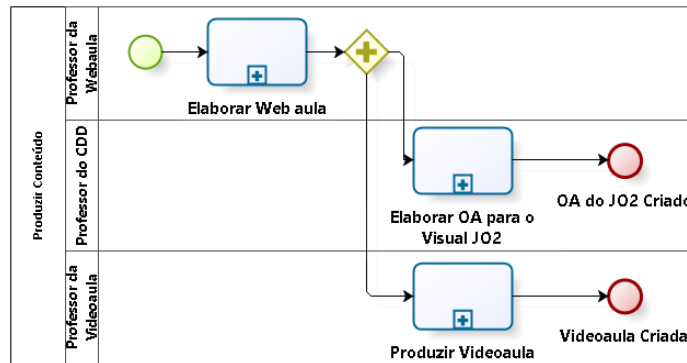 Produzir Conteúdo
Professor da
Webaula
Elaborar Web aula
Professor do CDD
Elaborar OA para o
Visual JO2
OA do JO2 Criado
Professor da
Videoaula
Produzir Videoaula
Videoaula Criada